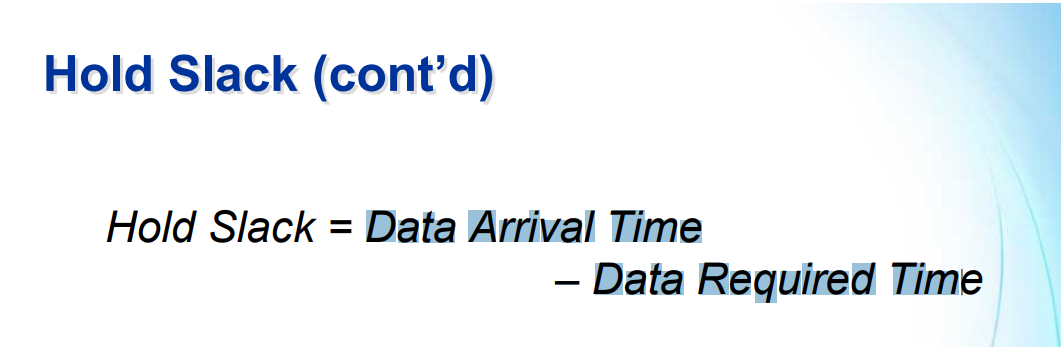 Hold Slack (cont’d)
Hold Slack = Data Arrival Time
– Data Required Time